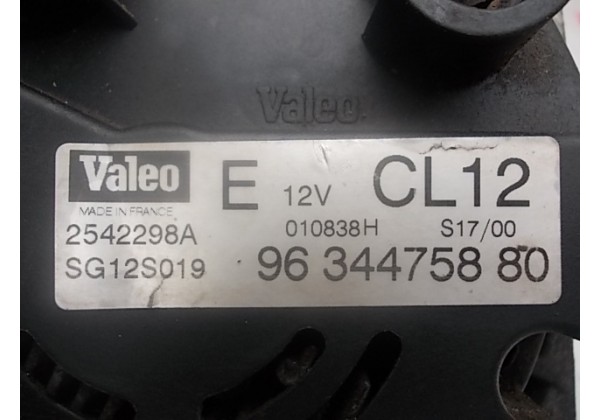 Valeo
Valeo E 12V CL12
MADE IN FRANCE 010838H S17/00
2542298A
SG12S019 96 344758 80